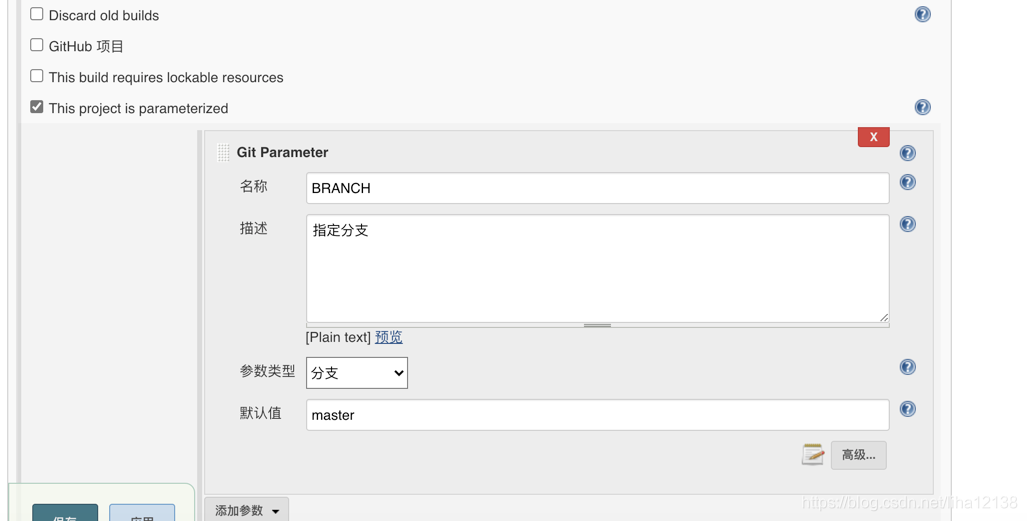 Discard old builds
GitHub 项目
This build requires lockable resources
This project is parameterized
X
Git Parameter
名称
BRANCH
描述
指定分支
[Plain text] 预览
参数类型
分支
默认值
master
高级...
添加参数
保存
应用
https://blog.csdn.net/liha12138